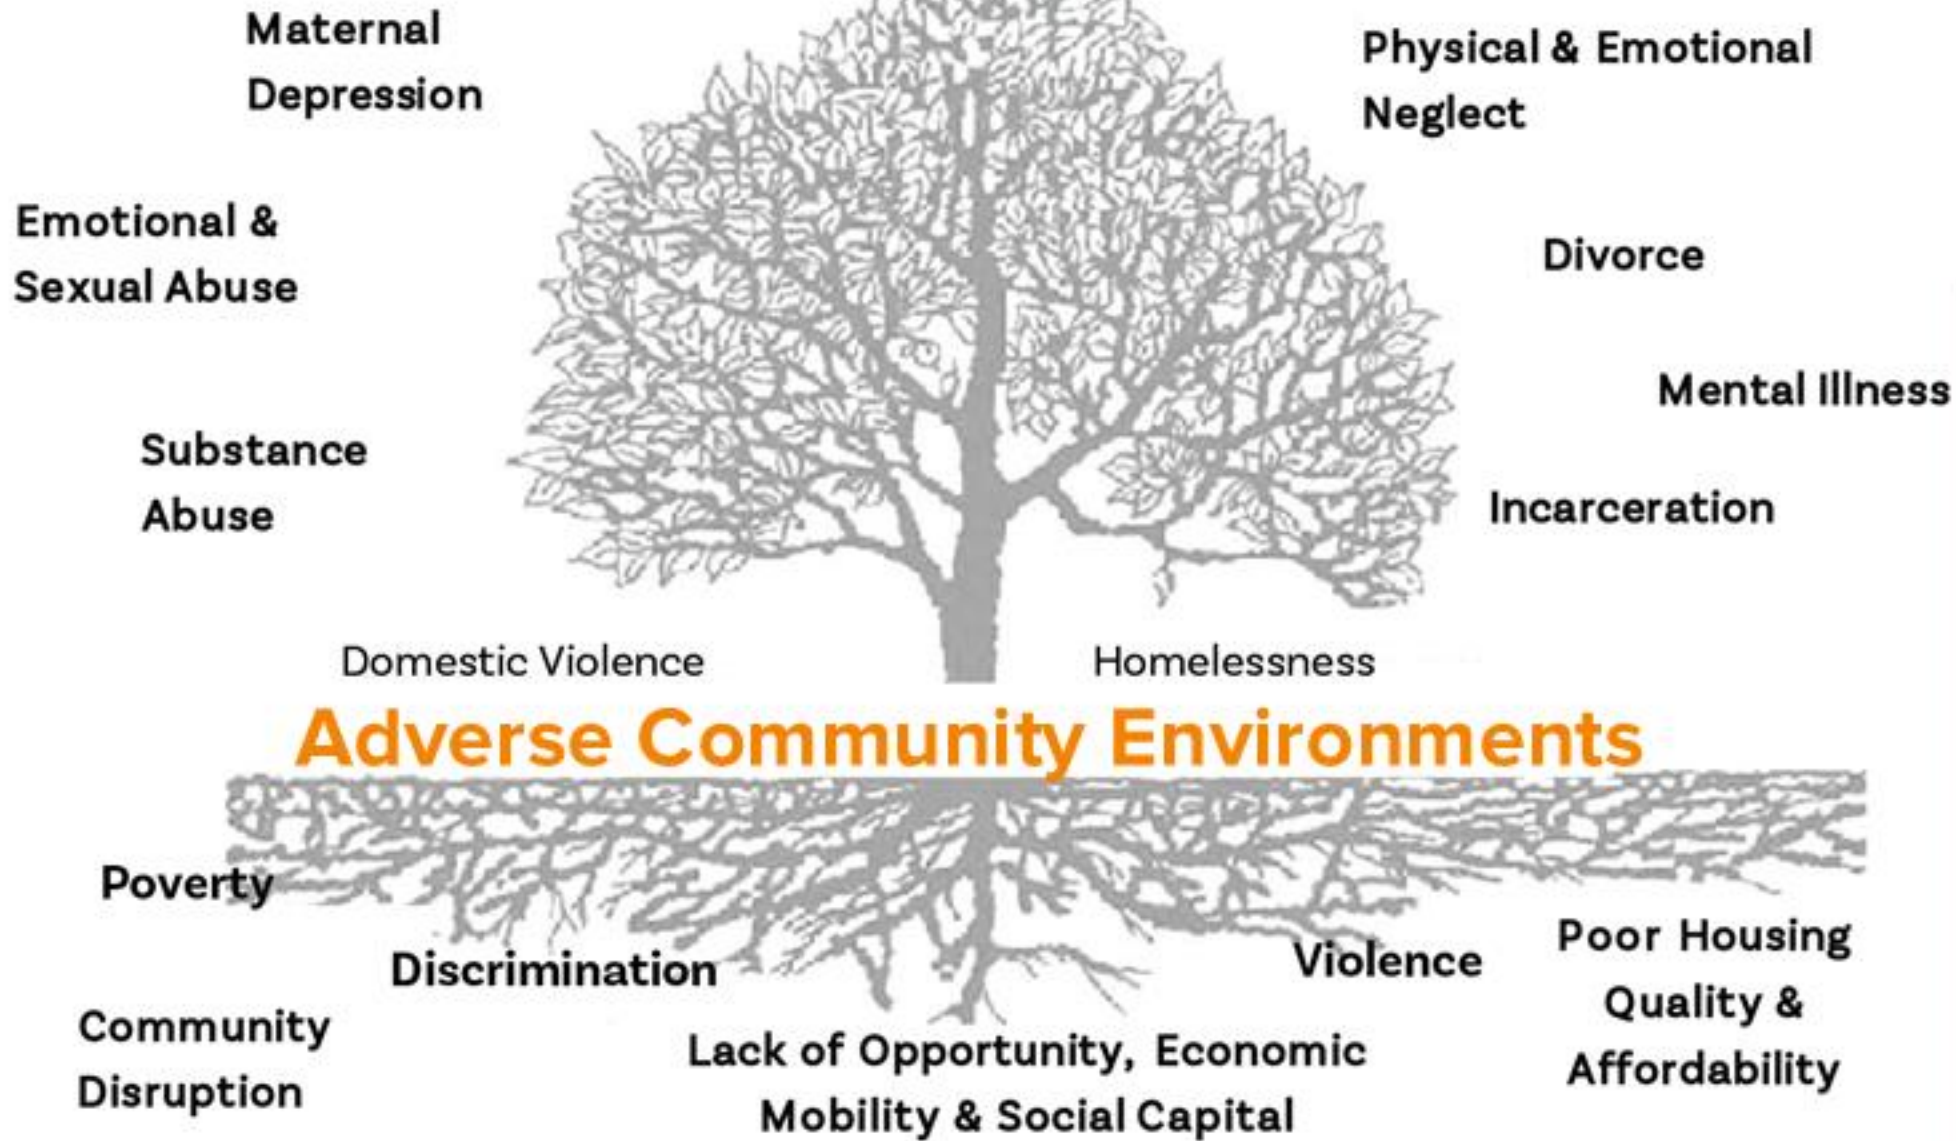 Maternal
Depression
Physical & Emotional
Neglect
Emotional &
Sexual Abuse
Divorce
Mental Illness
Substance
Abuse
Incarceration
Domestic Violence
Homelessness
Adverse Community Environments
Poverty
Discrimination
Violence
Poor Housing
Quality &
Affordability
Community
Disruption
Lack of Opportunity, Economic
Mobility & Social Capital